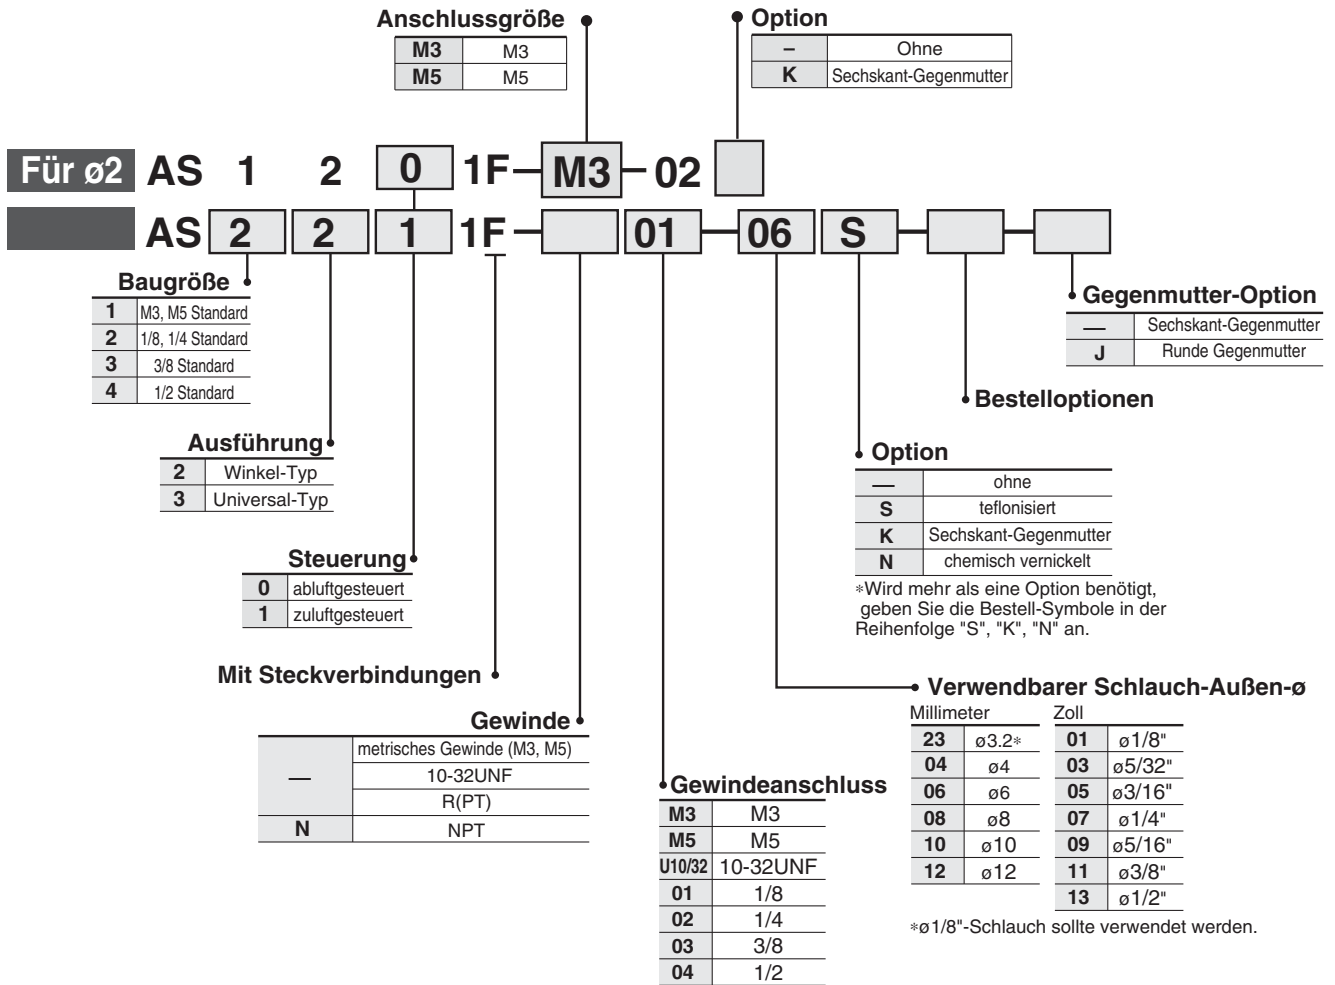 Anschlussgröße
M3 M3
M5 M5
Option
– Ohne
K Sechskant-Gegenmutter
Für ø2 AS 1 2 0 1F – M3 – 02
AS 2 2 1 1F – 01 – 06 S – –
Baugröße
1 M3, M5 Standard
2 1/8, 1/4 Standard
3 3/8 Standard
4 1/2 Standard
Gegenmutter-Option
— Sechskant-Gegenmutter
J Runde Gegenmutter
Bestelloptionen
Ausführung
2 Winkel-Typ
3 Universal-Typ
Option
— ohne
S teflonisiert
K Sechskant-Gegenmutter
N chemisch vernickelt
*Wird mehr als eine Option benötigt,
geben Sie die Bestell-Symbole in der
Reihenfolge "S", "K", "N" an.
Steuerung
0 abluftgesteuert
1 zuluftgesteuert
Mit Steckverbindungen
Gewinde
metrisches Gewinde (M3, M5)
— 10-32UNF
R(PT)
N NPT
Gewindeanschluss
M3 M3
M5 M5
U10/32 10-32UNF
01 1/8
02 1/4
03 3/8
04 1/2
Verwendbarer Schlauch-Außen-ø
Millimeter Zoll
23 ø3.2* 01 ø1/8"
04 ø4 03 ø5/32"
06 ø6 05 ø3/16"
08 ø8 07 ø1/4"
10 ø10 09 ø5/16"
12 ø12 11 ø3/8"
13 ø1/2"
*ø1/8"-Schlauch sollte verwendet werden.